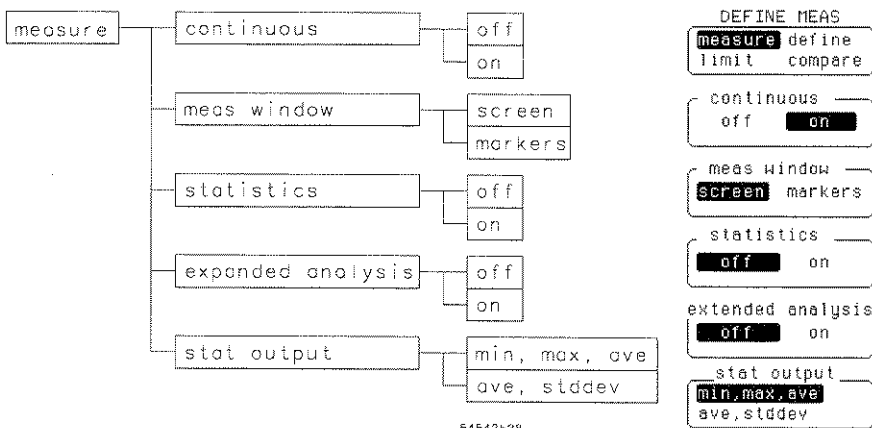 measure
continuous
off
on
meas window
screen
markers
statistics
off
on
expanded analysis
off
on
stat output
min, max, ave
ave, stddev
DEFINE MEAS
measure define
limit compare
continuous
off on
meas window
screen markers
statistics
off on
extended analysis
off on
stat output
min,max,ave
ave,stddev